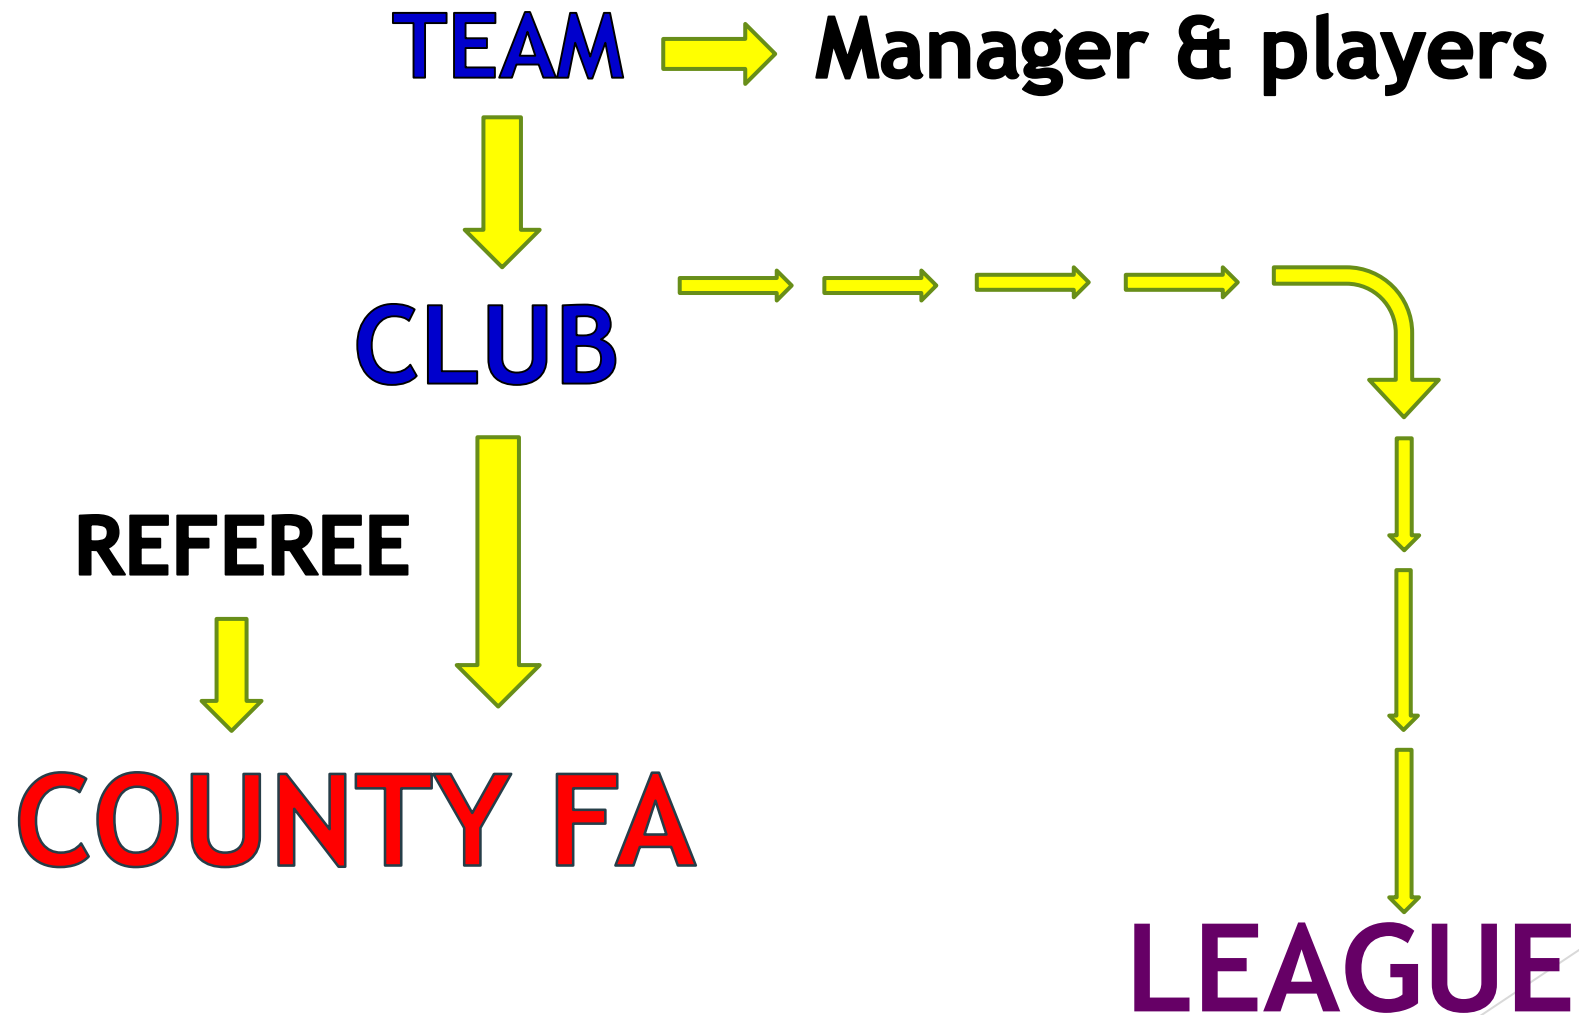 TEAM
Manager & players
CLUB
REFEREE
COUNTY FA
LEAGUE